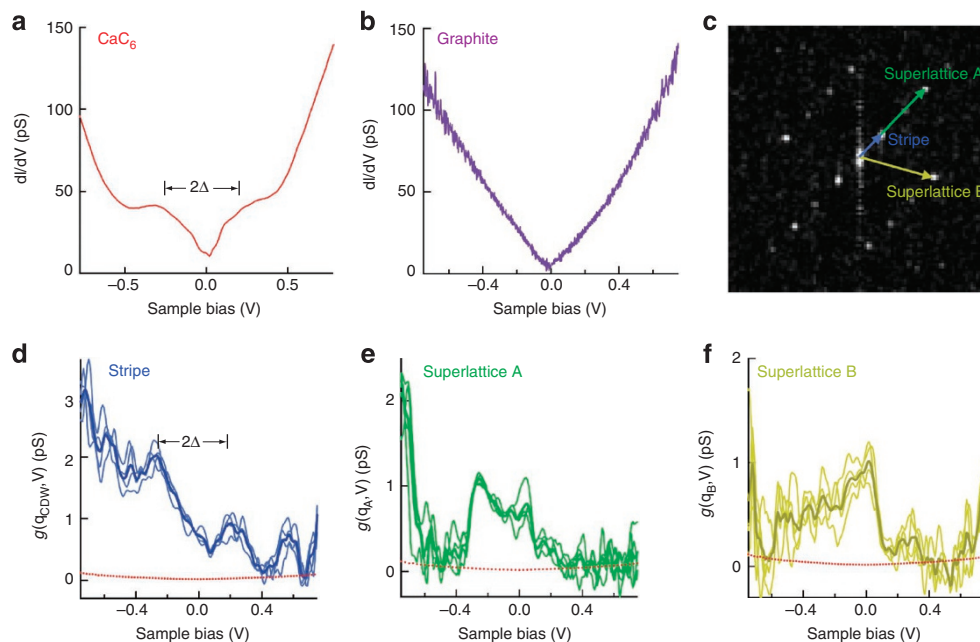 a
CaC6
dI/dV (pS)
150
100
50
0
2Δ
−0.5
0.0
0.5
Sample bias (V)
b
Graphite
dI/dV (pS)
150
100
50
0
−0.4
0.0
0.4
Sample bias (V)
c
Superlattice A
Stripe
Superlattice B
d
Stripe
g(qCDW,V) (pS)
3
2
1
0
2Δ
−0.4
0.0
0.4
Sample bias (V)
e
Superlattice A
g(qA,V) (pS)
2
1
0
−0.4
0.0
0.4
Sample bias (V)
f
Superlattice B
g(qB,V) (pS)
2
1
0
−0.4
0.0
0.4
Sample bias (V)